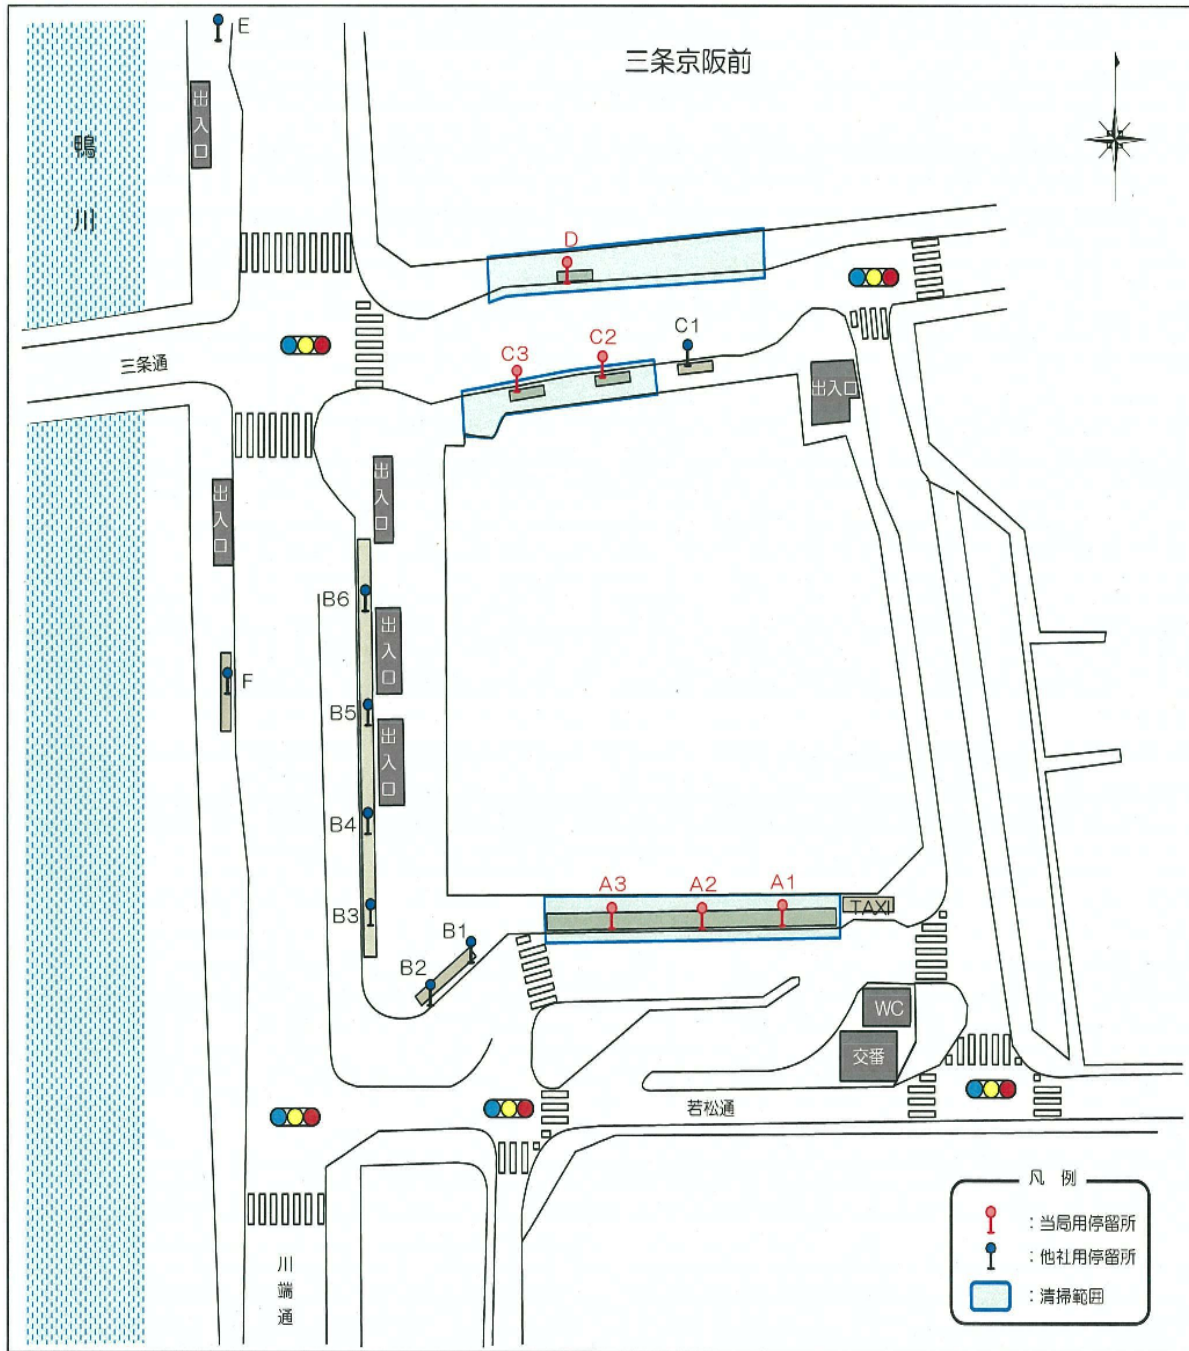 三条京阪前
E
出入口
鴨川
D
三条通
C3
C2
C1
出入口
出入口
出入口
B6
出入口
F
B5
出入口
B4
B3
A3
A2
A1
TAXI
B1
B2
WC
交番
若松通
川端通
凡例
：当局用停留所
：他社用停留所
：清掃範囲